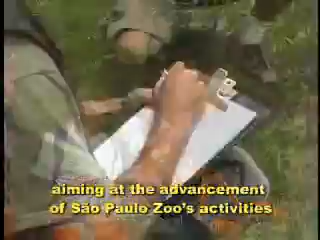 aiming at the advancement
of São Paulo Zoo's activities